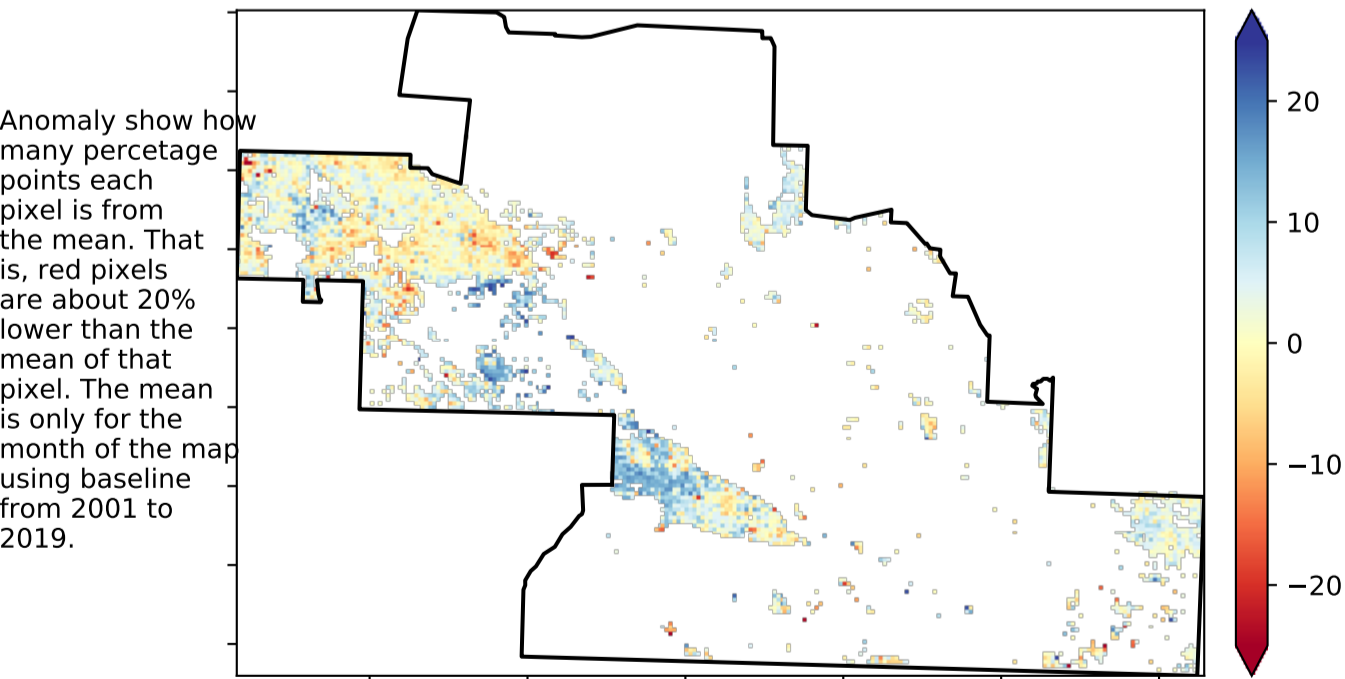 Anomaly show how
many percetage
points each
pixel is from
the mean. That
is, red pixels
are about 20%
lower than the
mean of that
pixel. The mean
is only for the
month of the map
using baseline
from 2001 to
2019.
20
10
0
−10
−20